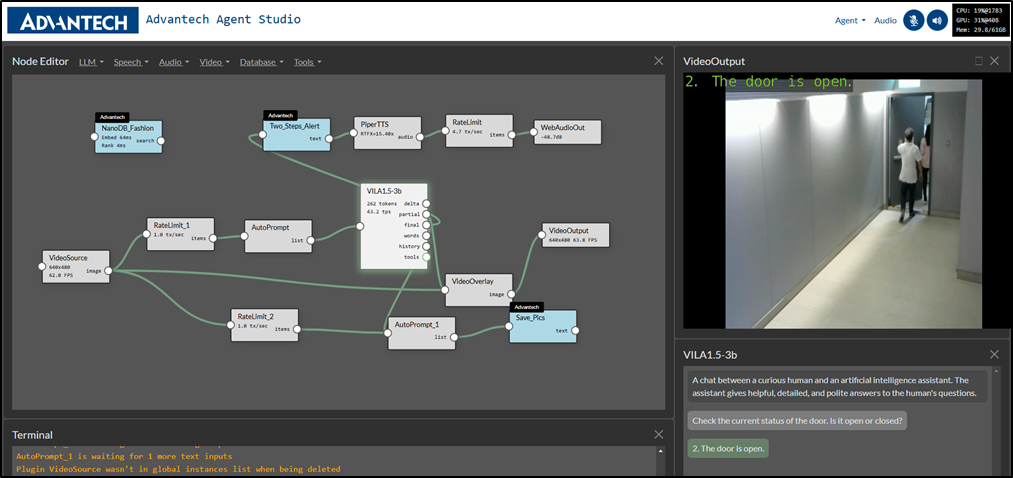 ADVANTECH Advantech Agent Studio
Agent Audio
CPU: 19%@1783
GPU: 31%@408
Mem: 29.8/61GB
Node Editor LLM Speech Audio Video Database Tools
Advantech
NanoDB_Fashion
Embed 64ms
Rank 4ms
search
Advantech
Two_Steps_Alert
text
PiperTTS
RTFX=15.40x
audio
RateLimit
4.7 tx/sec
items
WebAudioOut
-48.7dB
VILA1.5-3b
262 tokens
43.2 tps
delta
partial
final
words
history
tools
RateLimit_1
1.0 tx/sec
items
AutoPrompt
list
VideoOutput
640x480 63.8 FPS
VideoSource
640x480
62.0 FPS
image
VideoOverlay
image
RateLimit_2
1.0 tx/sec
items
AutoPrompt_1
list
Advantech
Save_Pics
text
Terminal
AutoPrompt_1 is waiting for 1 more text inputs
Plugin VideoSource wasn't in global instances list when being deleted
VideoOutput
2. The door is open.
VILA1.5-3b
A chat between a curious human and an artificial intelligence assistant. The
assistant gives helpful, detailed, and polite answers to the human's questions.
Check the current status of the door. Is it open or closed?
2. The door is open.